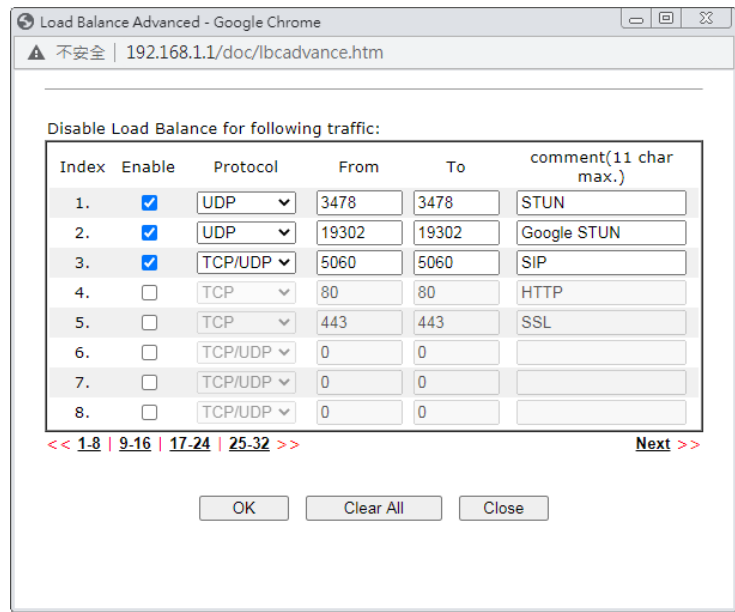 Load Balance Advanced - Google Chrome
不安全 | 192.168.1.1/doc/lbcadvance.htm
Disable Load Balance for following traffic:
Index Enable Protocol From To comment(11 char max.)
1. UDP 3478 3478 STUN
2. UDP 19302 19302 Google STUN
3. TCP/UDP 5060 5060 SIP
4. TCP 80 80 HTTP
5. TCP 443 443 SSL
6. TCP/UDP 0 0
7. TCP/UDP 0 0
8. TCP/UDP 0 0
<< 1-8 | 9-16 | 17-24 | 25-32 >> Next >>
OK Clear All Close